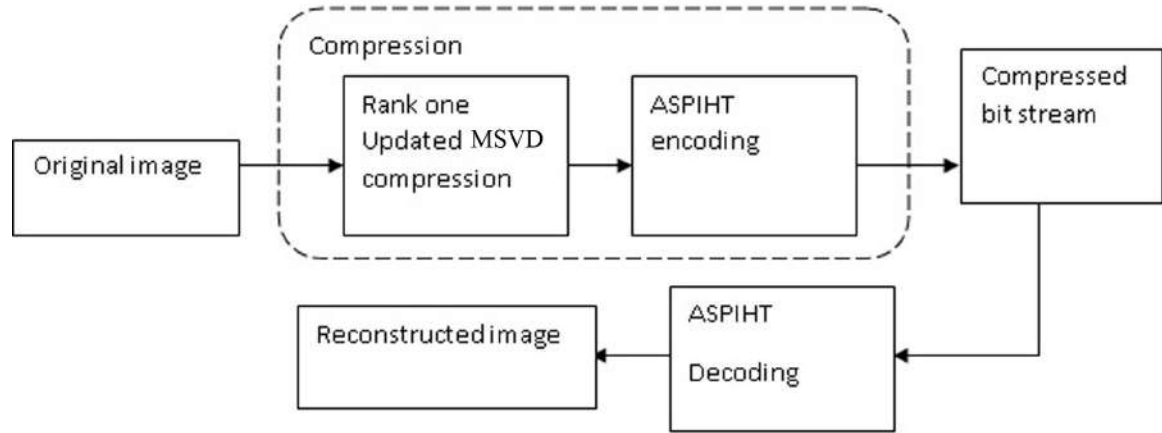 Compression
Original image
Rank one
Updated MSVD
compression
ASPIHT
encoding
Compressed
bit stream
Reconstructed image
ASPIHT
Decoding